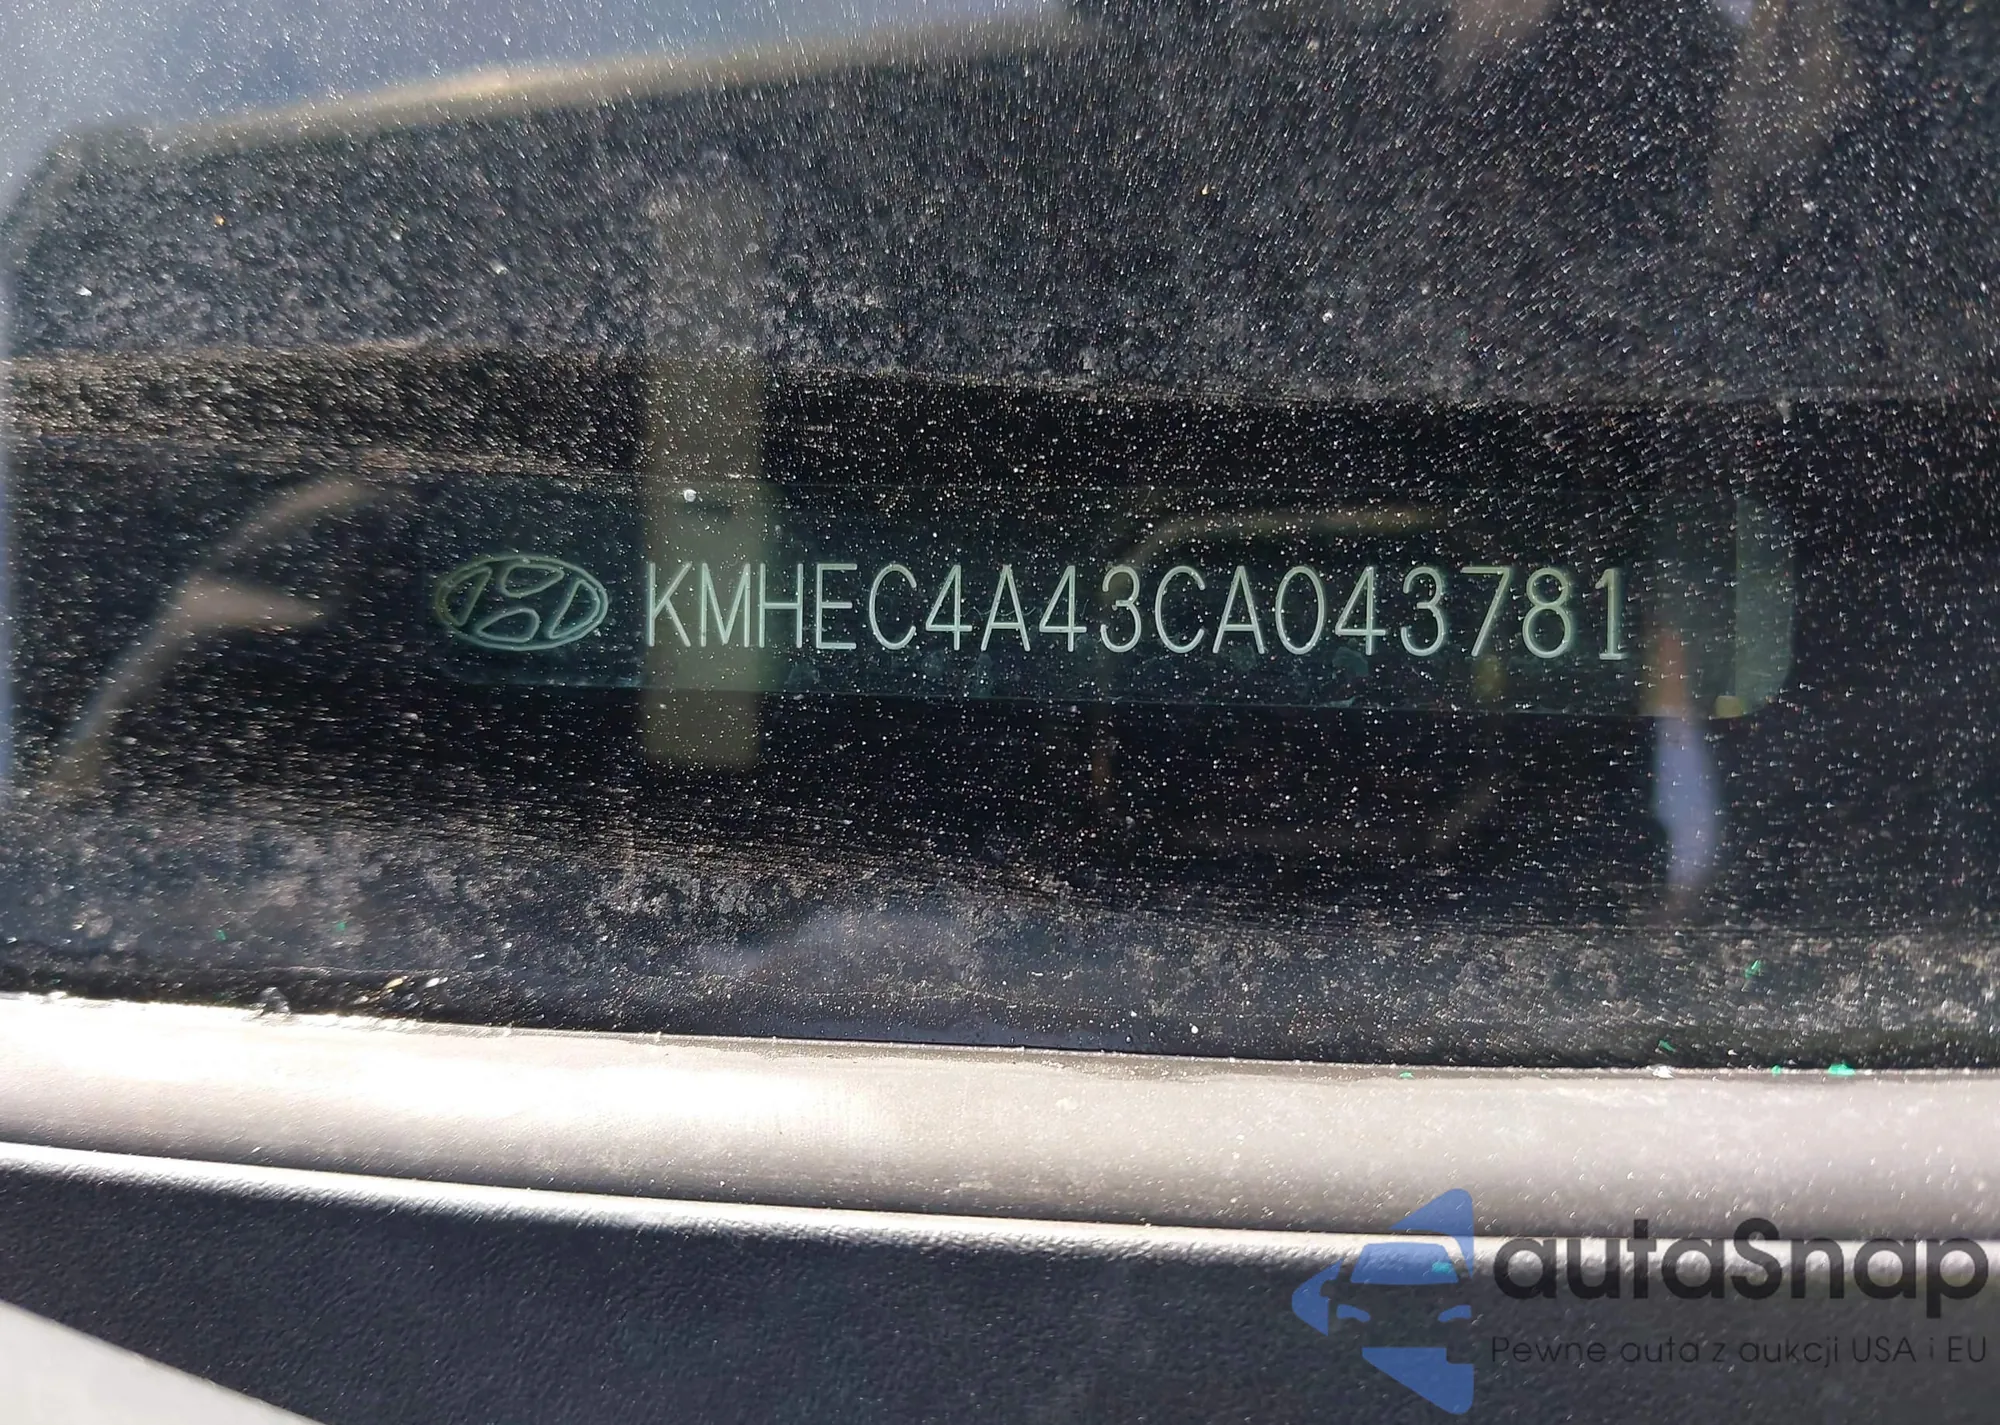 KMHEC4A43CA043781
autaSnap
Pewne auta z aukcji USA i EU